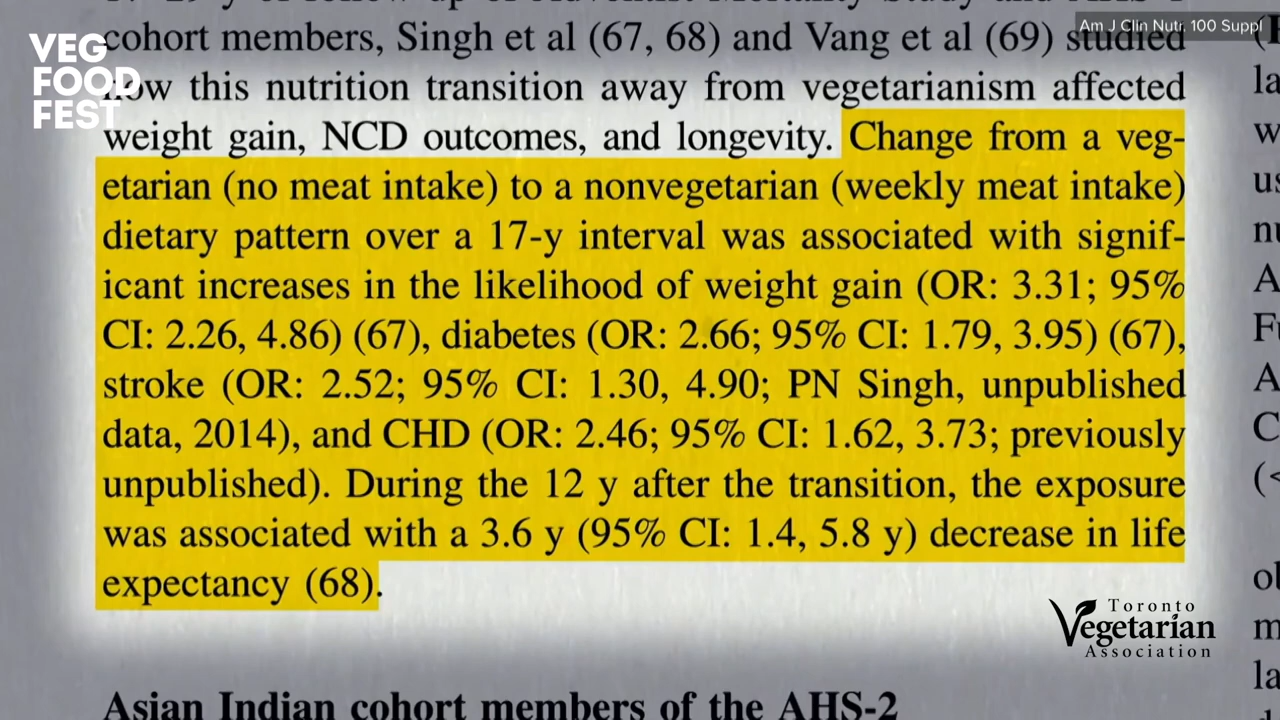 VEG
FOOD
FEST
Am J Clin Nutr. 100 Suppl
cohort members, Singh et al (67, 68) and Vang et al (69) studied
how this nutrition transition away from vegetarianism affected
weight gain, NCD outcomes, and longevity. Change from a veg-
etarian (no meat intake) to a nonvegetarian (weekly meat intake)
dietary pattern over a 17-y interval was associated with signif-
icant increases in the likelihood of weight gain (OR: 3.31; 95%
CI: 2.26, 4.86) (67), diabetes (OR: 2.66; 95% CI: 1.79, 3.95) (67),
stroke (OR: 2.52; 95% CI: 1.30, 4.90; PN Singh, unpublished
data, 2014), and CHD (OR: 2.46; 95% CI: 1.62, 3.73; previously
unpublished). During the 12 y after the transition, the exposure
was associated with a 3.6 y (95% CI: 1.4, 5.8 y) decrease in life
expectancy (68).
Toronto
Vegetarian
Association
Asian Indian cohort members of the AHS-2